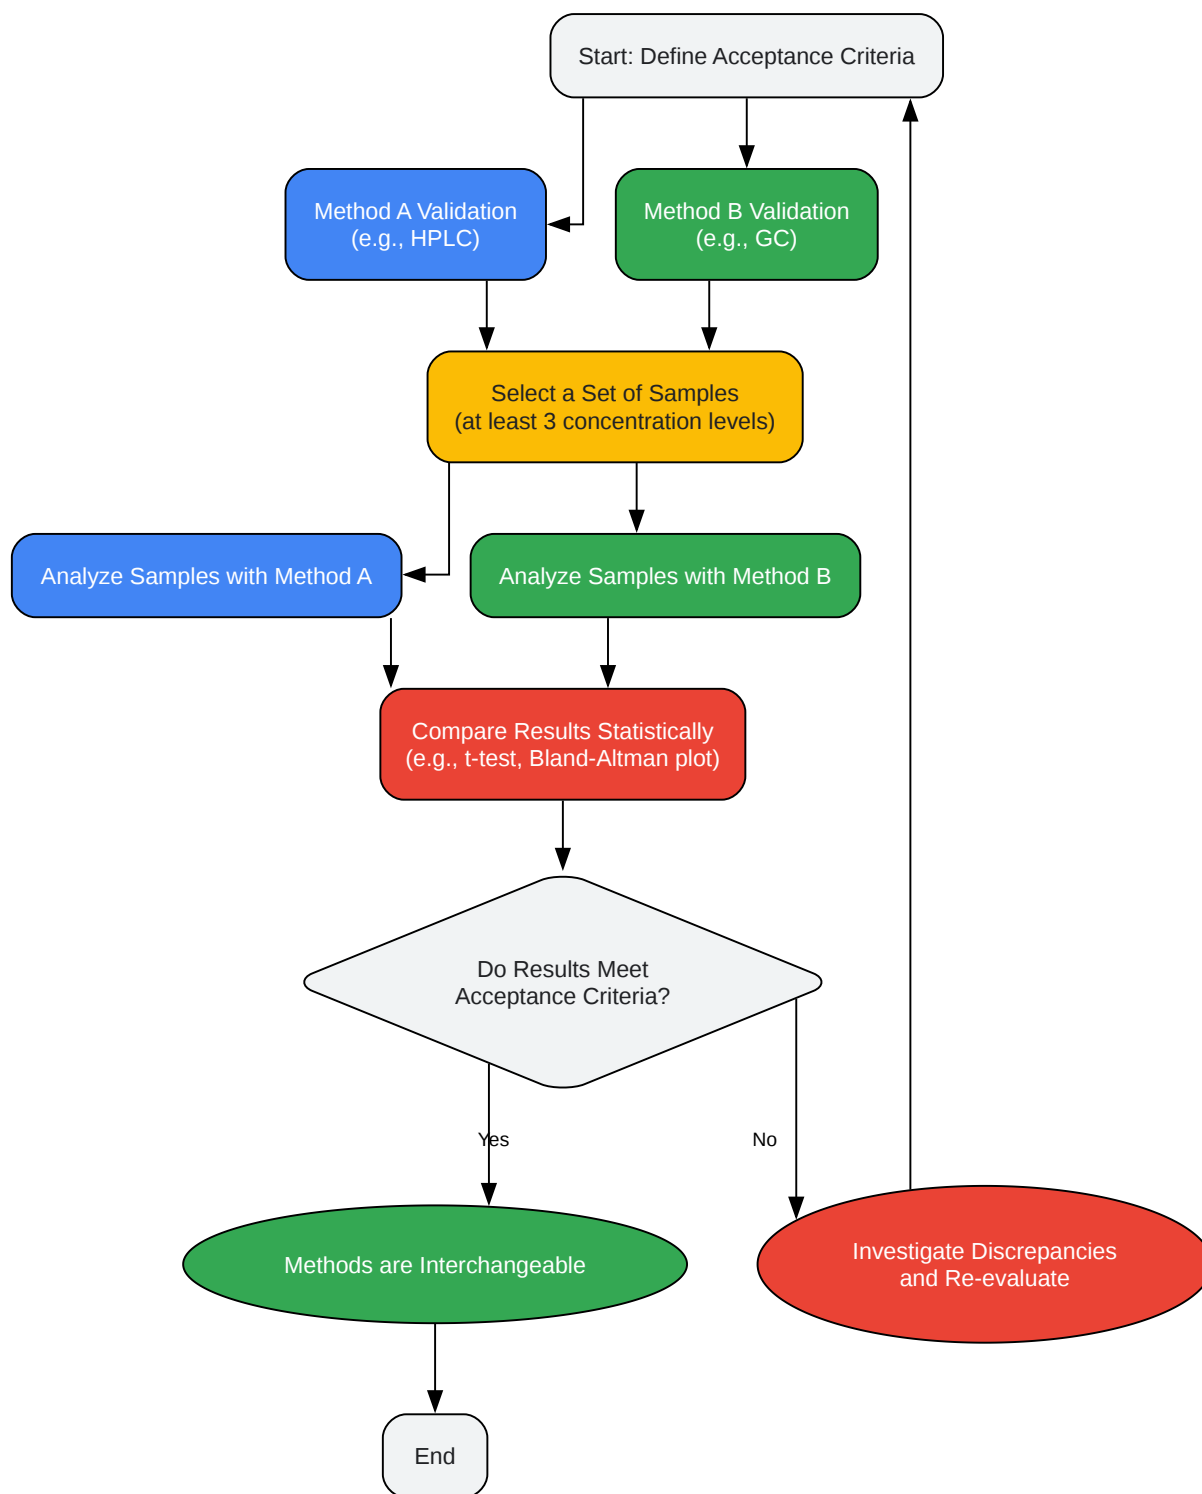 Start: Define Acceptance Criteria
Method A Validation
(e.g., HPLC)
Method B Validation
(e.g., GC)
Select a Set of Samples
(at least 3 concentration levels)
Analyze Samples with Method A
Analyze Samples with Method B
Compare Results Statistically
(e.g., t-test, Bland-Altman plot)
Do Results Meet
Acceptance Criteria?
Yes
No
Methods are Interchangeable
Investigate Discrepancies
and Re-evaluate
End